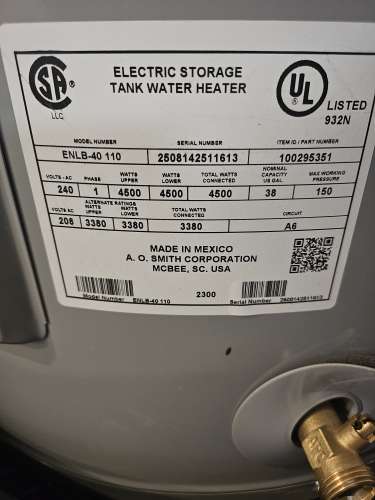 SA
LLC
ELECTRIC STORAGE
TANK WATER HEATER
UL
LISTED
932N
MODEL NUMBER SERIAL NUMBER ITEM ID / PART NUMBER
ENLB-40 110 2508142511613 100295351
VOLTS - AC PHASE WATTS UPPER WATTS LOWER TOTAL WATTS CONNECTED NOMINAL CAPACITY US GAL. MAX WORKING PRESSURE
240 1 4500 4500 4500 38 150
VOLTS - AC ALTERNATE RATINGS WATTS UPPER WATTS LOWER TOTAL WATTS CONNECTED CIRCUIT
208 3380 3380 3380 A6
MADE IN MEXICO
A. O. SMITH CORPORATION
MCBEE, SC. USA
Model Number ENLB-40 110 2300 Serial Number 2508142511613